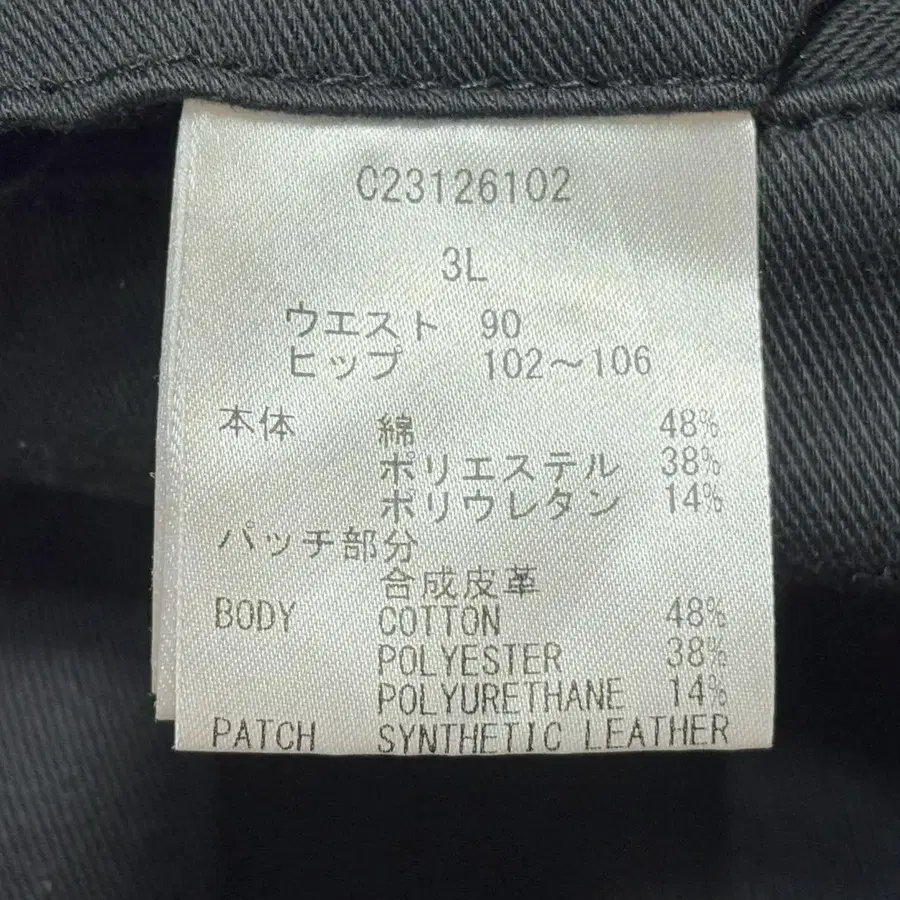 C23126102
3L
ウエスト 90
ヒップ 102～106
本体 綿 48%
ポリエステル 38%
ポリウレタン 14%
パッチ部分
合成皮革
BODY COTTON 48%
POLYESTER 38%
POLYURETHANE 14%
PATCH SYNTHETIC LEATHER